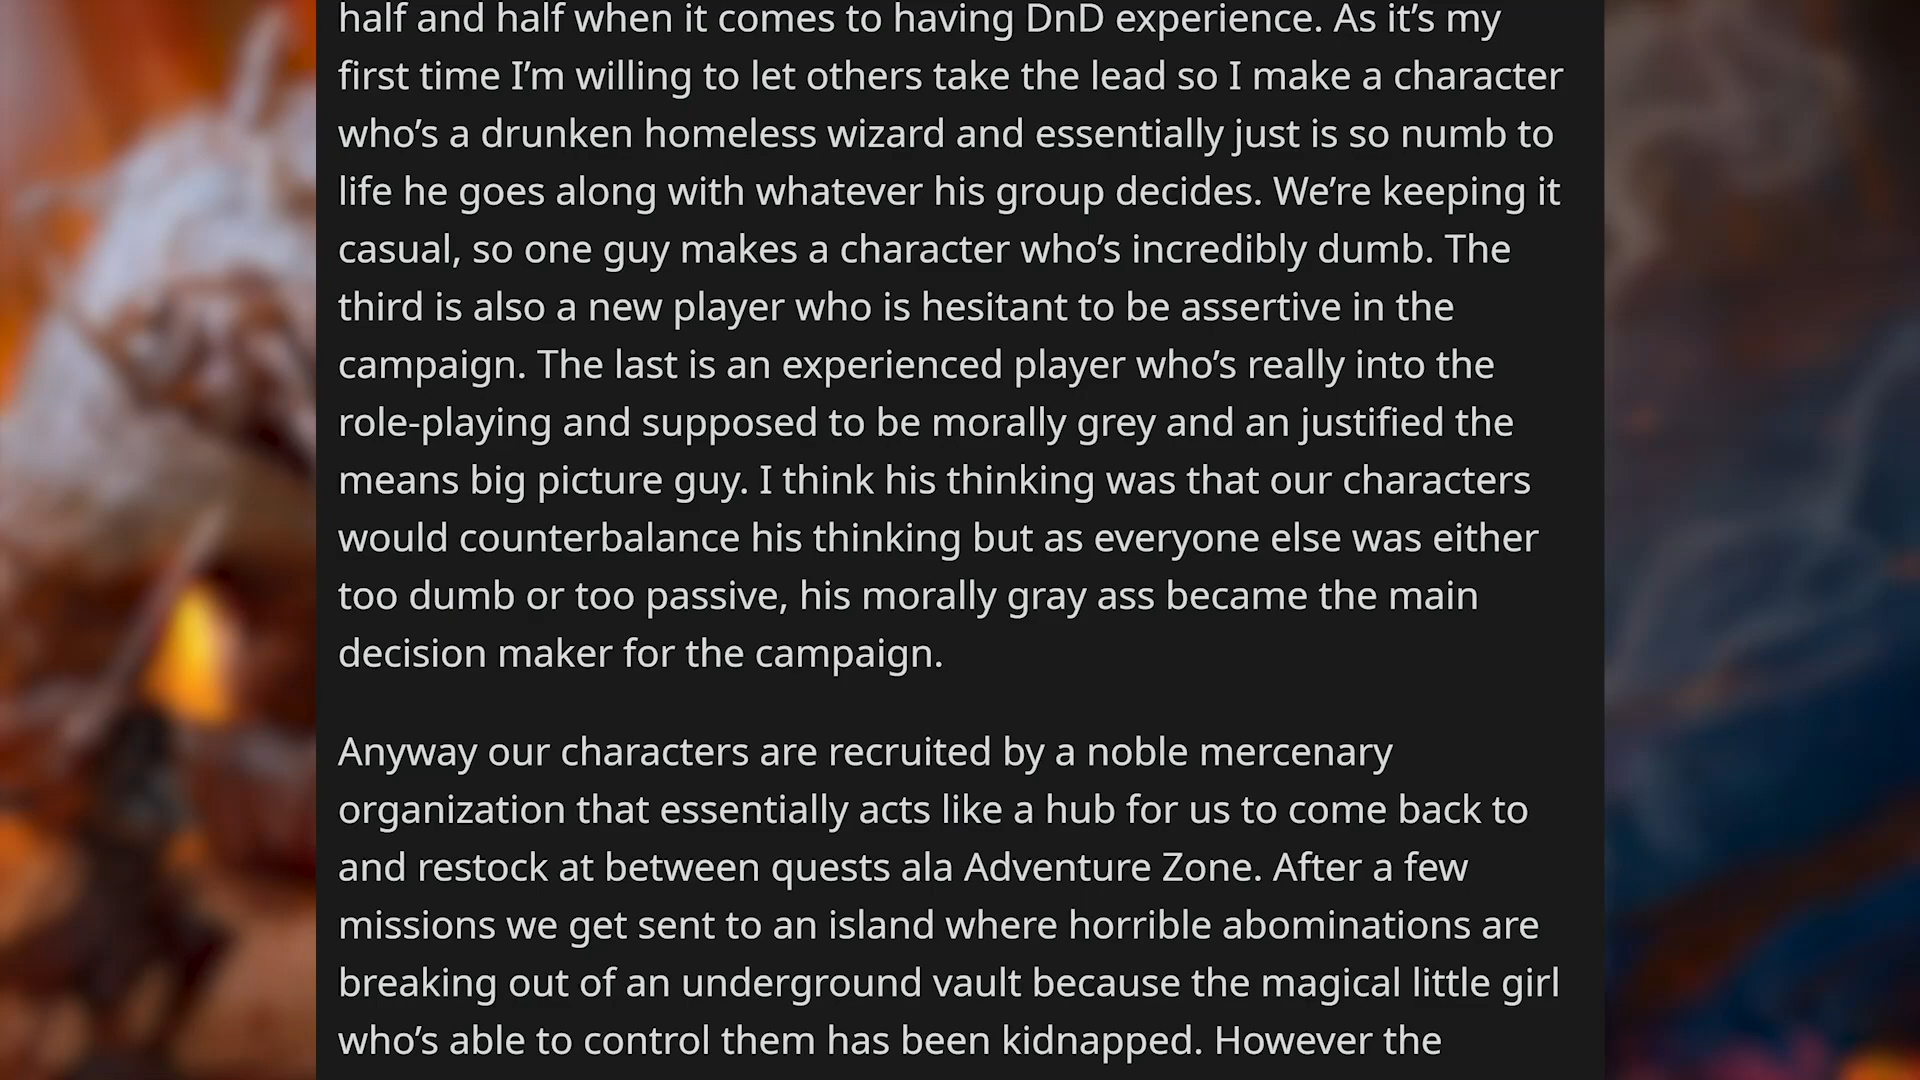 half and half when it comes to having DnD experience. As it’s my
first time I’m willing to let others take the lead so I make a character
who’s a drunken homeless wizard and essentially just is so numb to
life he goes along with whatever his group decides. We’re keeping it
casual, so one guy makes a character who’s incredibly dumb. The
third is also a new player who is hesitant to be assertive in the
campaign. The last is an experienced player who’s really into the
role-playing and supposed to be morally grey and an justified the
means big picture guy. I think his thinking was that our characters
would counterbalance his thinking but as everyone else was either
too dumb or too passive, his morally gray ass became the main
decision maker for the campaign.
Anyway our characters are recruited by a noble mercenary
organization that essentially acts like a hub for us to come back to
and restock at between quests ala Adventure Zone. After a few
missions we get sent to an island where horrible abominations are
breaking out of an underground vault because the magical little girl
who’s able to control them has been kidnapped. However the